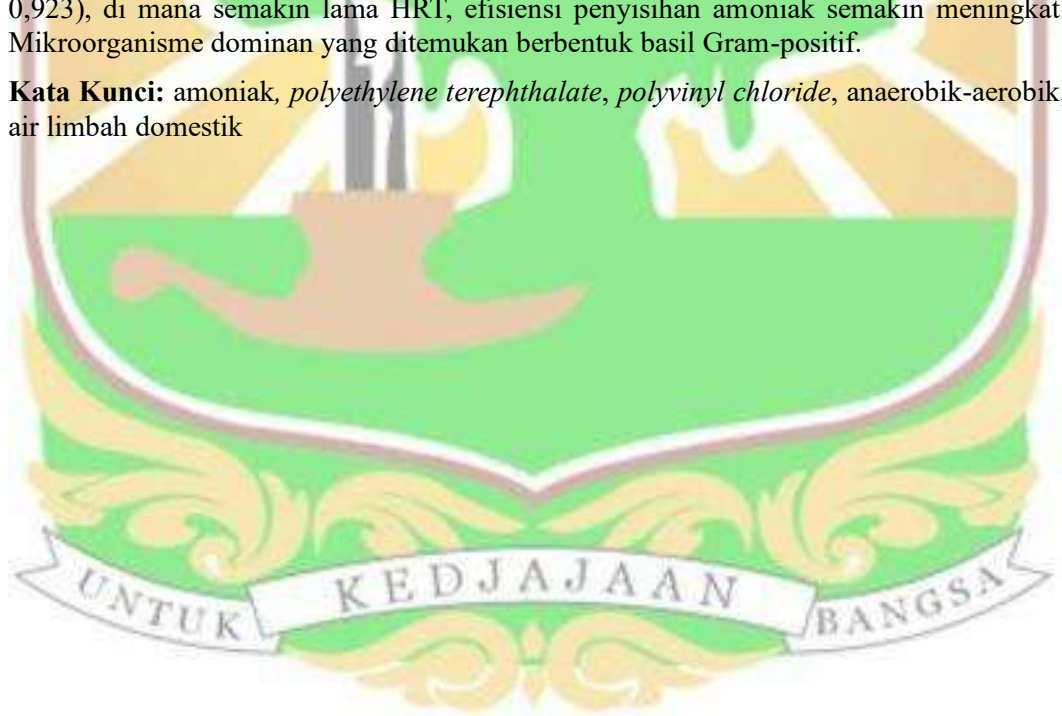 0,923), di mana semakin lama HRT, efisiensi penyisihan amoniak semakin meningkat.
Mikroorganisme dominan yang ditemukan berbentuk basil Gram-positif.
Kata Kunci: amoniak, polyethylene terephthalate, polyvinyl chloride, anaerobik-aerobik,
air limbah domestik
UNTUK KEDJAJAAN BANGSA